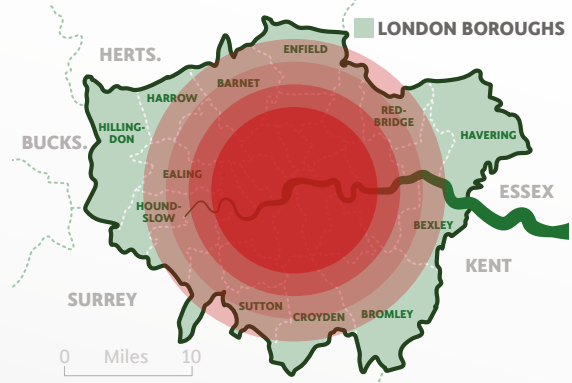 LONDON BOROUGHS
HERTS.
ENFIELD
BARNET
HARROW
RED-
BRIDGE
HILLING-
DON
HAVERING
BUCKS.
EALING
ESSEX
HOUND-
SLOW
BEXLEY
KENT
SURREY
SUTTON
CROYDEN
BROMLEY
0 Miles 10